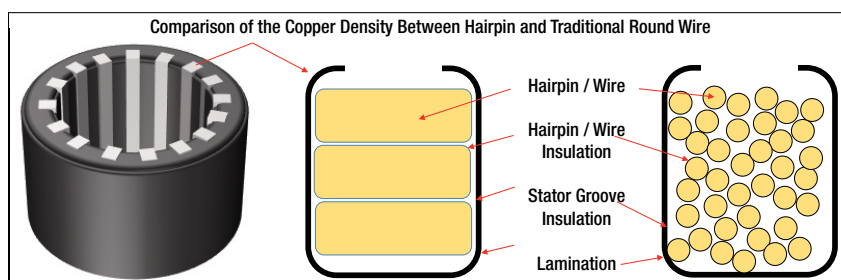 Comparison of the Copper Density Between Hairpin and Traditional Round Wire
Hairpin / Wire
Hairpin / Wire
Insulation
Stator Groove
Insulation
Lamination